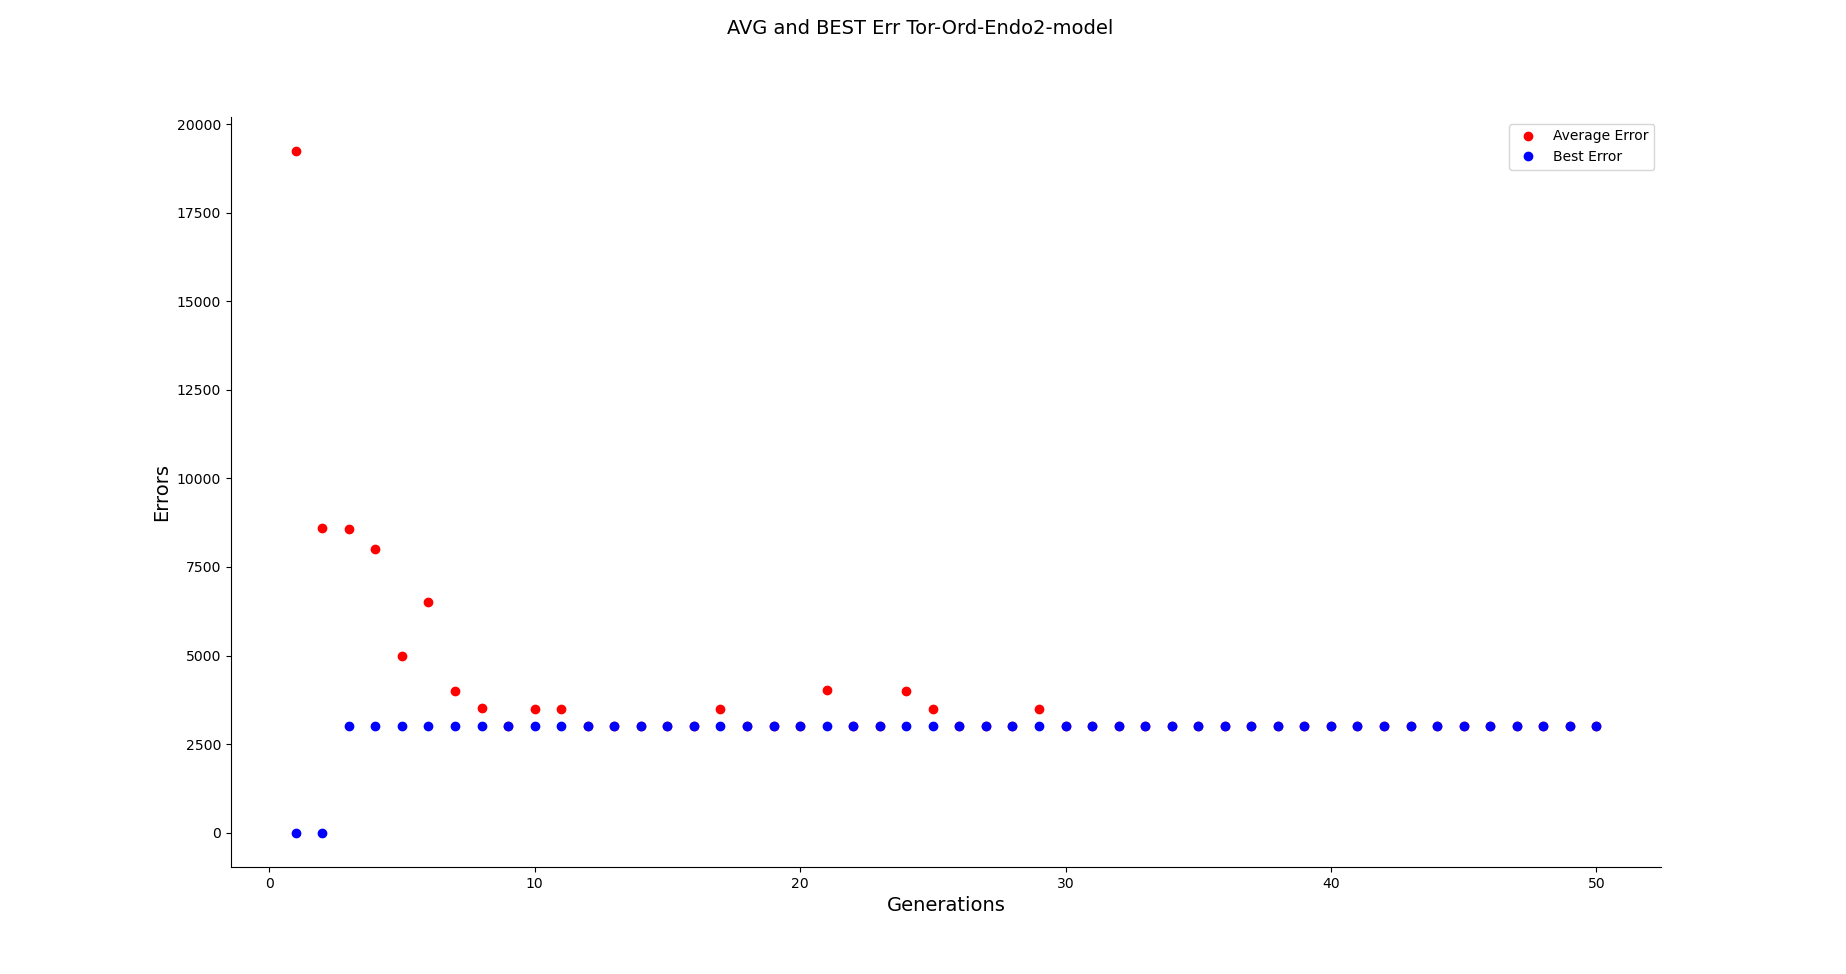 AVG and BEST Err Tor-Ord-Endo2-model
20000
17500
15000
12500
10000
7500
5000
2500
0
Errors
Average Error
Best Error
0 10 20 30 40 50
Generations